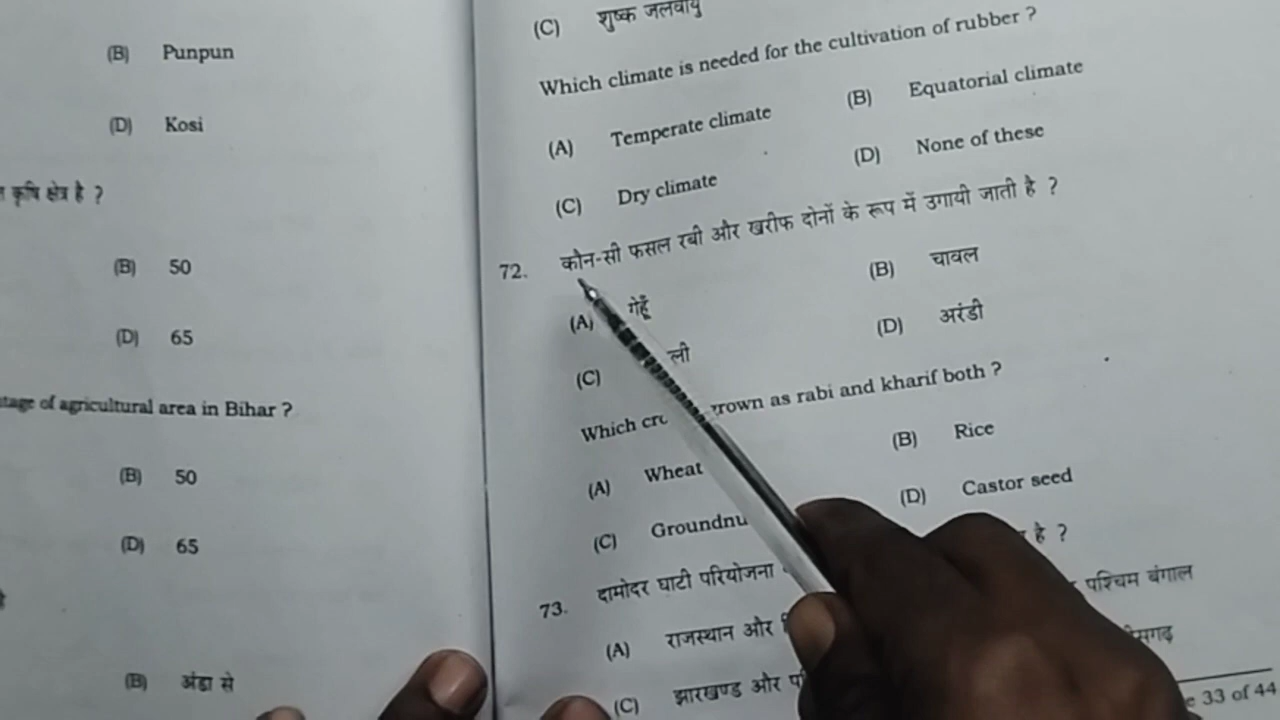 (B) Punpun
(D) Kosi
कृषि क्षेत्र है ?
(B) 50
(D) 65
of agricultural area in Bihar ?
(B) 50
(D) 65
(B) अंडा से
(C) शुष्क जलवायु
Which climate is needed for the cultivation of rubber ?
(A) Temperate climate (B) Equatorial climate
(C) Dry climate (D) None of these
72. कौन-सी फसल रबी और खरीफ दोनों के रूप में उगायी जाती है ?
(A) गेहूँ (B) चावल
(C) (D) अरंडी
Which as rabi and kharif both ?
(A) Wheat (B) Rice
(C) (D) Castor seed
73. दामोदर घाटी परियोजना है ?
(A) राजस्थान और पश्चिम बंगाल
(C) झारखण्ड और
33 of 44